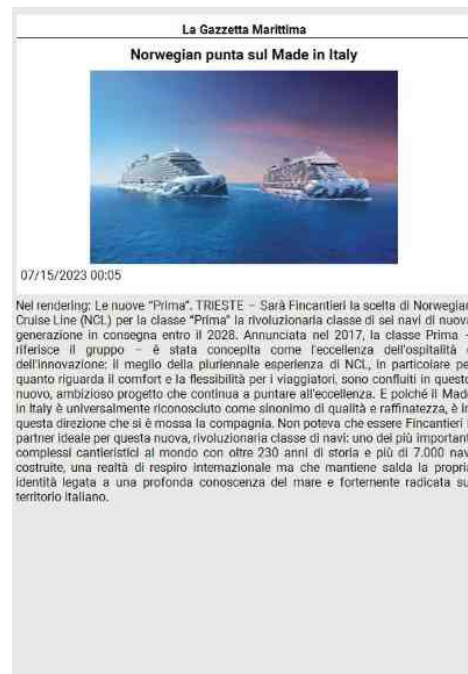 La Gazzetta Marittima
Norwegian punta sul Made in Italy
07/15/2023 00:05
Nel rendering: Le nuove "Prima". TRIESTE – Sarà Fincantieri la scelta di Norwegian
Cruise Line (NCL) per la classe "Prima" la rivoluzionaria classe di sei navi di nuova
generazione in consegna entro il 2028. Annunciata nel 2017, la classe Prima –
riferisce il gruppo – è stata concepita come l'eccellenza dell'ospitalità e
dell'innovazione: il meglio della pluriennale esperienza di NCL, in particolare per
quanto riguarda il comfort e la flessibilità per i viaggiatori, sono confluiti in questo
nuovo, ambizioso progetto che continua a puntare all'eccellenza. E poiché il Made
in Italy è universalmente riconosciuto come sinonimo di qualità e raffinatezza, è in
questa direzione che si è mossa la compagnia. Non poteva che essere Fincantieri
partner ideale per questa nuova, rivoluzionaria classe di navi: uno dei più important
complessi cantieristici al mondo con oltre 230 anni di storia e più di 7.000 nav
costruite, una realtà di respiro internazionale ma che mantiene salda la propria
identità legata a una profonda conoscenza del mare e fortemente radicata su
territorio italiano.